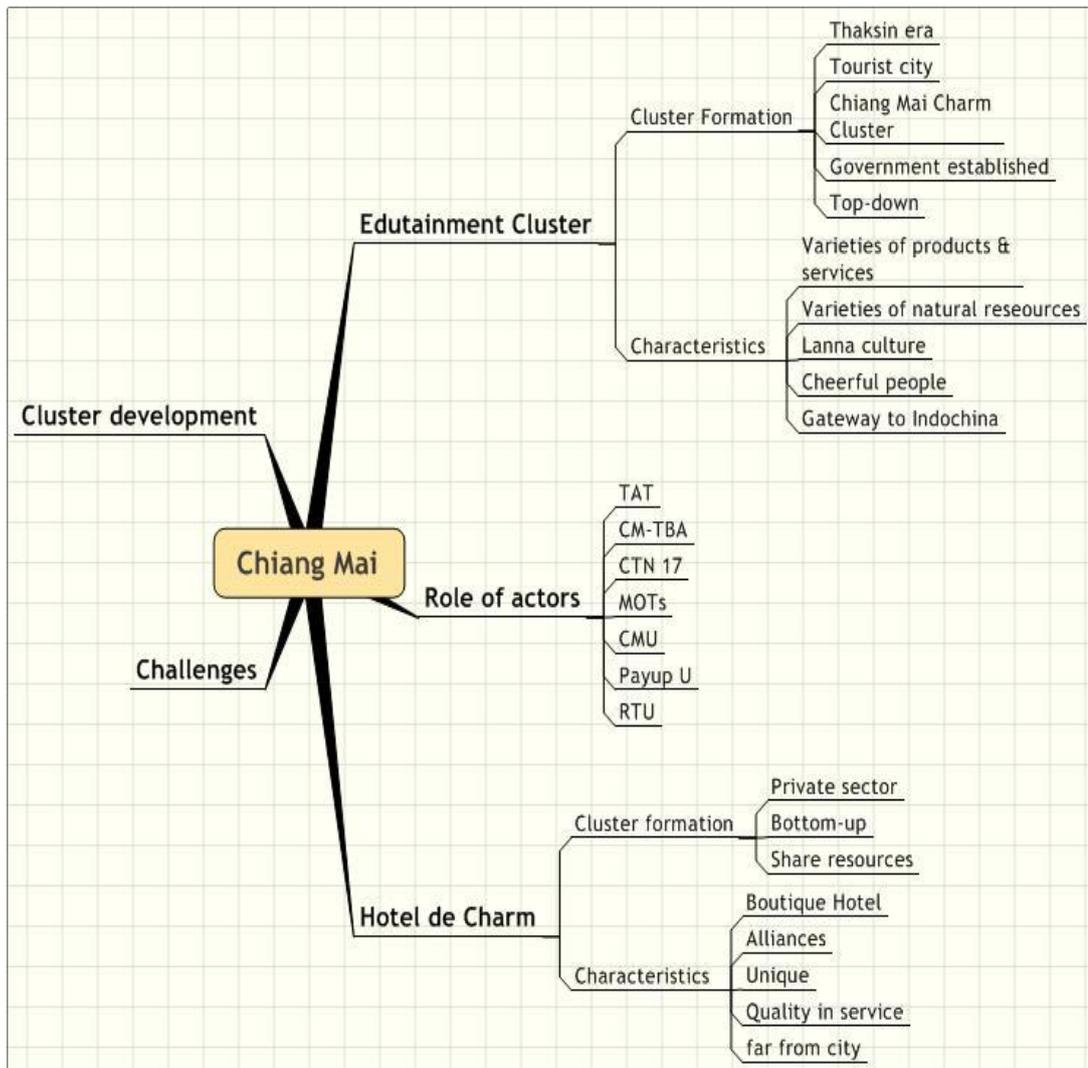 Thaksin era
Tourist city
Chiang Mai Charm
Cluster
Cluster Formation
Government established
Top-down
Edutainment Cluster
Varieties of products &
services
Varieties of natural reseources
Characteristics
Lanna culture
Cheerful people
Gateway to Indochina
Cluster development
Chiang Mai
TAT
CM-TBA
CTN 17
Role of actors
MOTs
CMU
Payup U
RTU
Challenges
Private sector
Cluster formation
Bottom-up
Share resources
Hotel de Charm
Boutique Hotel
Alliances
Characteristics
Unique
Quality in service
far from city